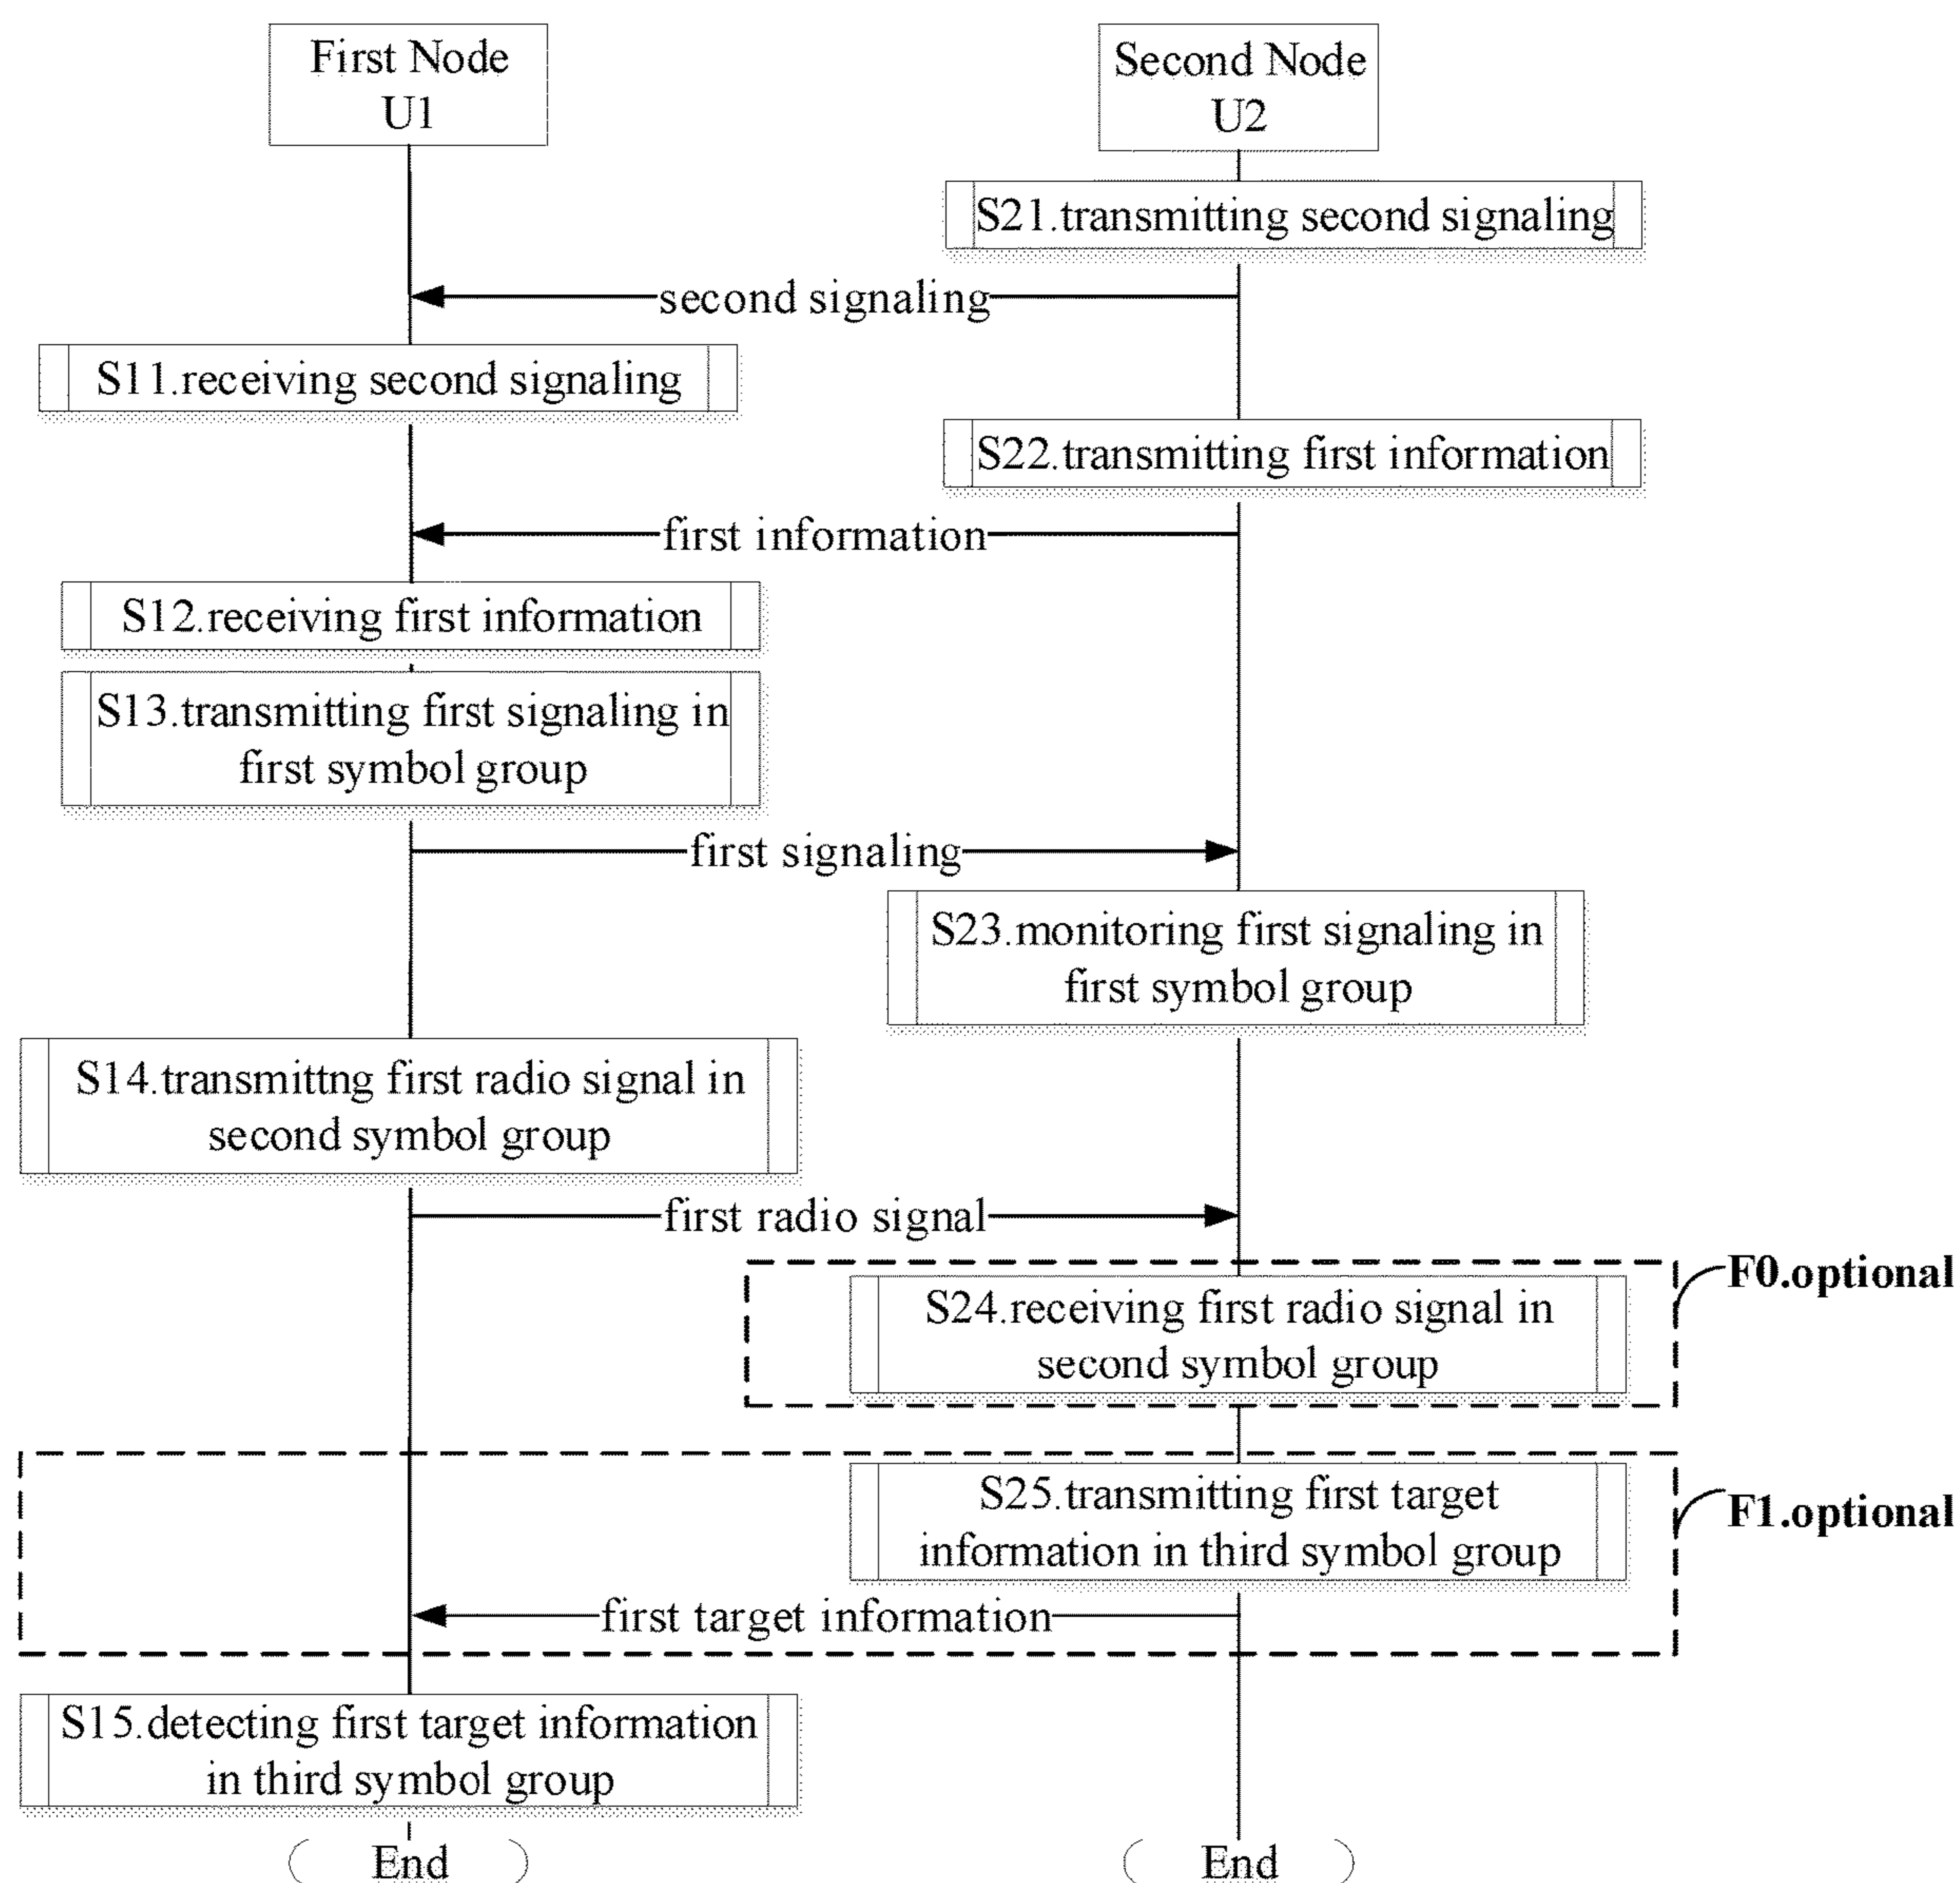 First Node
U1
Second Node
U2
S21.transmitting second signaling
second signaling
S11.receiving second signaling
S22.transmitting first information
first information
S12.receiving first information
S13.transmitting first signaling in
first symbol group
first signaling
S23.monitoring first signaling in
first symbol group
S14.transmittng first radio signal in
second symbol group
first radio signal
F0.optional
S24.receiving first radio signal in
second symbol group
S25.transmitting first target
information in third symbol group
F1.optional
first target information
S15.detecting first target information
in third symbol group
End
End